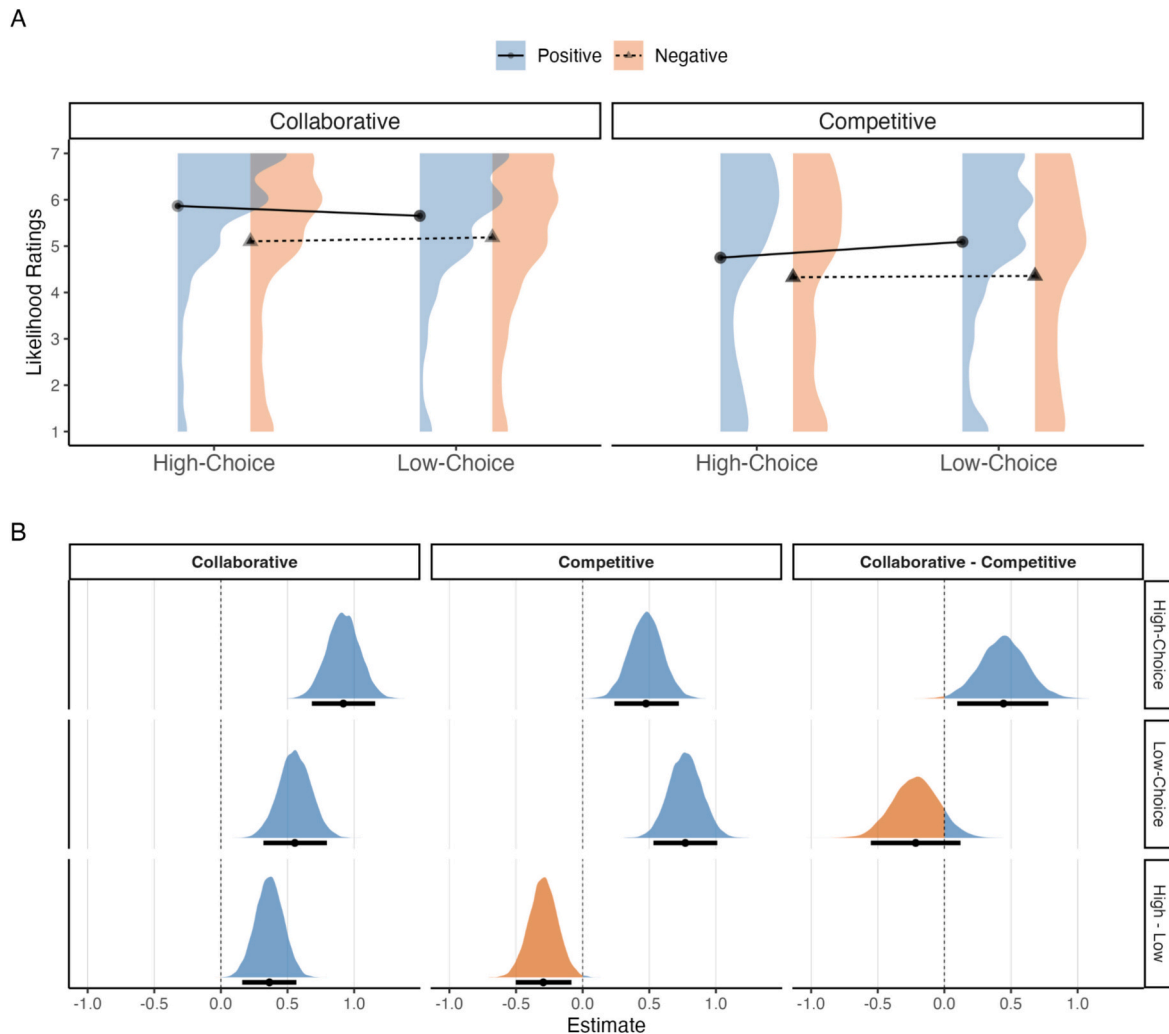 A
Positive Negative
Collaborative Competitive
Likelihood Ratings
7
6
5
4
3
2
1
High-Choice Low-Choice High-Choice Low-Choice
B
Collaborative Competitive Collaborative - Competitive
High-Choice
Low-Choice
High - Low
-1.0 -0.5 0.0 0.5 1.0 -1.0 -0.5 0.0 0.5 1.0 -1.0 -0.5 0.0 0.5 1.0
Estimate